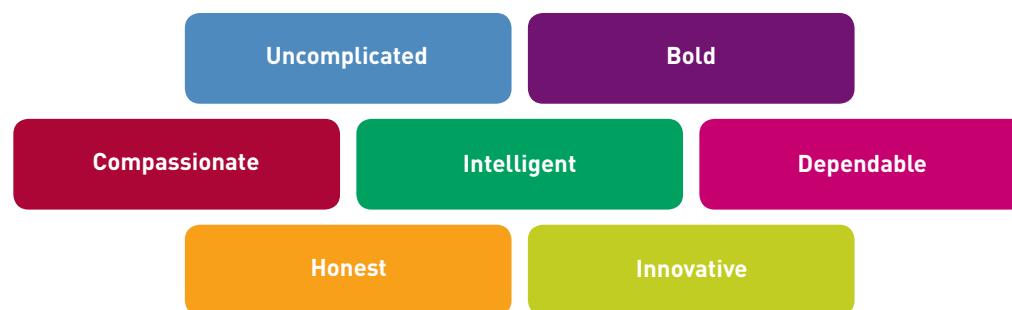 Uncomplicated
Bold
Compassionate
Intelligent
Dependable
Honest
Innovative